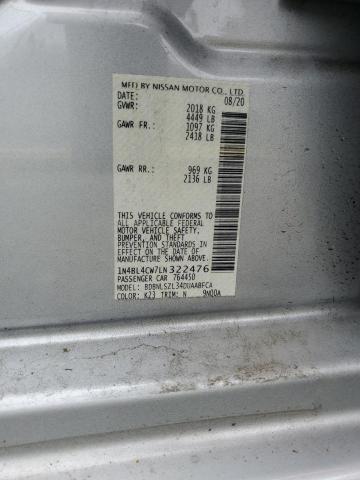 MFD BY NISSAN MOTOR CO., LTD.
DATE: 08/20
GVWR: 2018 KG
4449 LB
GAWR FR.: 1097 KG
2418 LB
GAWR RR.: 969 KG
2136 LB
THIS VEHICLE CONFORMS TO
ALL APPLICABLE FEDERAL
MOTOR VEHICLE SAFETY,
BUMPER, AND THEFT
PREVENTION STANDARDS
IN EFFECT ON THE DATE OF
MANUFACTURE SHOWN ABOVE.
1N4BL4CW7LN322476
PASSENGER CAR 764450
MODEL: BDBNLSZL34DUAABFCA
COLOR: K23 TRIM: N 9N00A